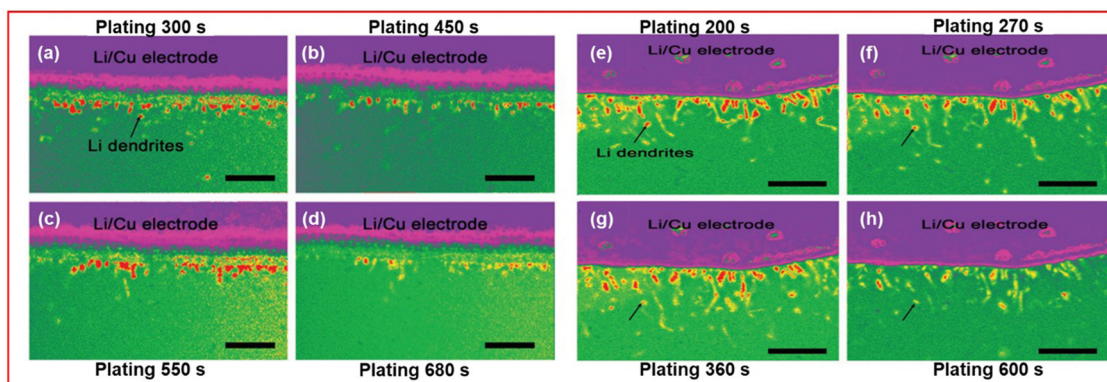 Plating 300 s
Plating 450 s
Plating 200 s
Plating 270 s
(a)
Li/Cu electrode
Li dendrites
(b)
Li/Cu electrode
(e)
Li/Cu electrode
Li dendrites
(f)
Li/Cu electrode
(c)
Li/Cu electrode
(d)
Li/Cu electrode
(g)
Li/Cu electrode
(h)
Li/Cu electrode
Plating 550 s
Plating 680 s
Plating 360 s
Plating 600 s